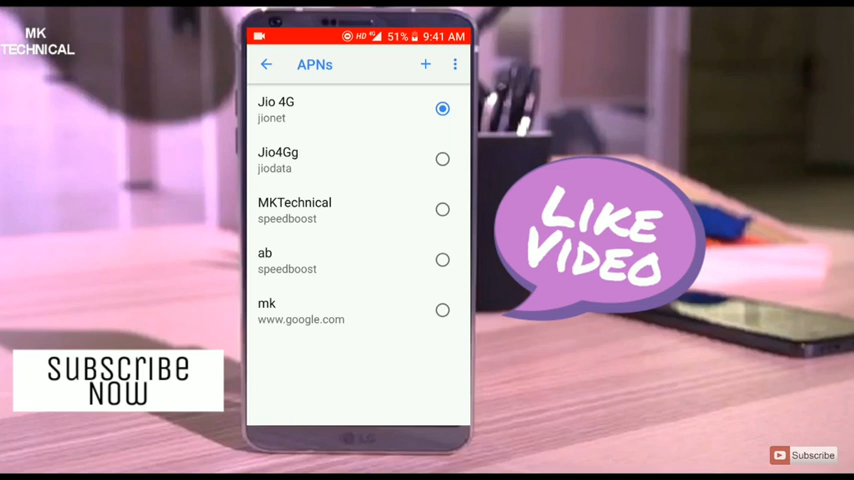 MK
TECHNICAL
HD 4G 51% 9:41 AM
APNs
Jio 4G
jionet
Jio4Gg
jiodata
MKTechnical
speedboost
ab
speedboost
mk
www.google.com
LIKE
VIDEO
SUBSCRIBE
NOW
LG
Subscribe